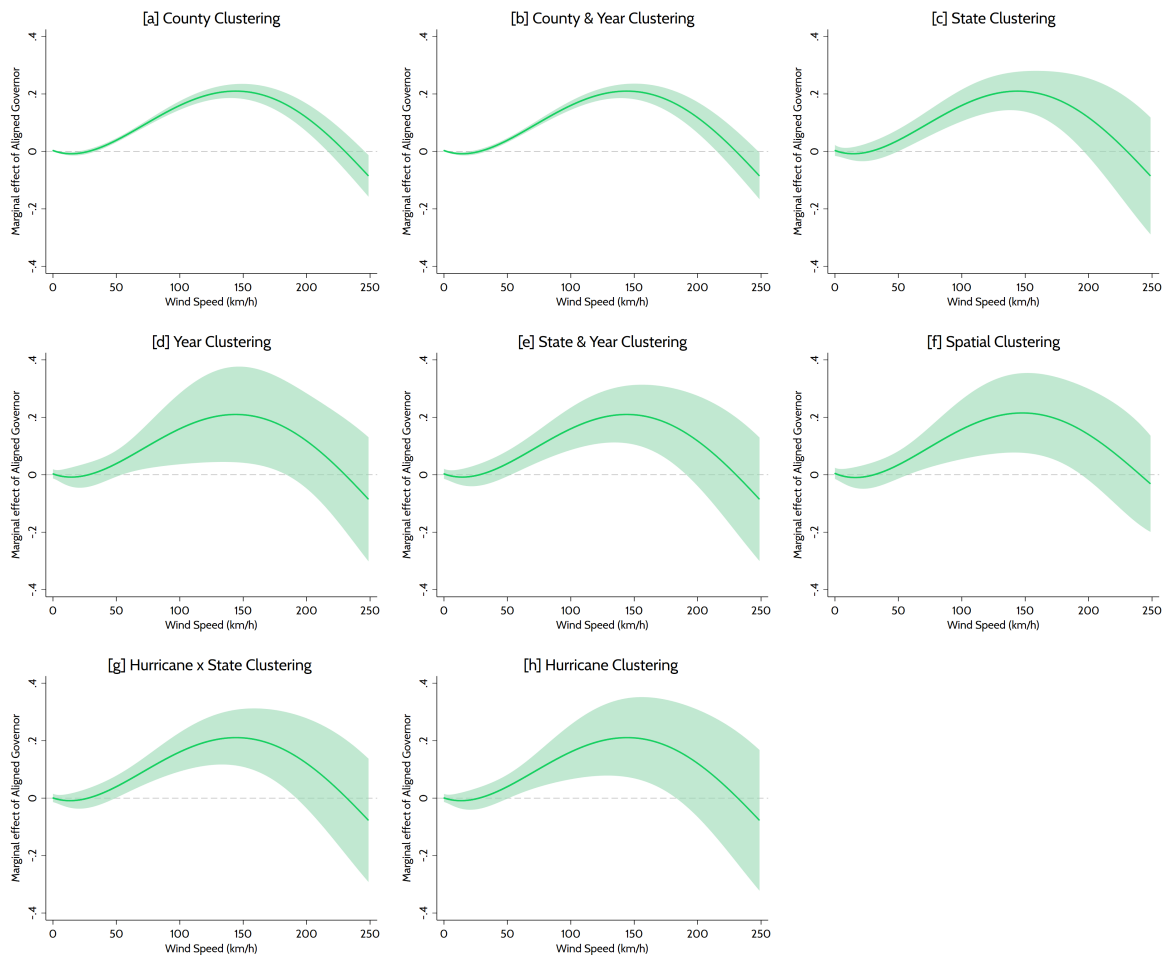 [a] County Clustering
Marginal effect of Aligned Governor
.4
.2
0
-.2
-.4
0 50 100 150 200 250
Wind Speed (km/h)
[b] County & Year Clustering
Marginal effect of Aligned Governor
.4
.2
0
-.2
-.4
0 50 100 150 200 250
Wind Speed (km/h)
[c] State Clustering
Marginal effect of Aligned Governor
.4
.2
0
-.2
-.4
0 50 100 150 200 250
Wind Speed (km/h)
[d] Year Clustering
Marginal effect of Aligned Governor
.4
.2
0
-.2
-.4
0 50 100 150 200 250
Wind Speed (km/h)
[e] State & Year Clustering
Marginal effect of Aligned Governor
.4
.2
0
-.2
-.4
0 50 100 150 200 250
Wind Speed (km/h)
[f] Spatial Clustering
Marginal effect of Aligned Governor
.4
.2
0
-.2
-.4
0 50 100 150 200 250
Wind Speed (km/h)
[g] Hurricane x State Clustering
Marginal effect of Aligned Governor
.4
.2
0
-.2
-.4
0 50 100 150 200 250
Wind Speed (km/h)
[h] Hurricane Clustering
Marginal effect of Aligned Governor
.4
.2
0
-.2
-.4
0 50 100 150 200 250
Wind Speed (km/h)